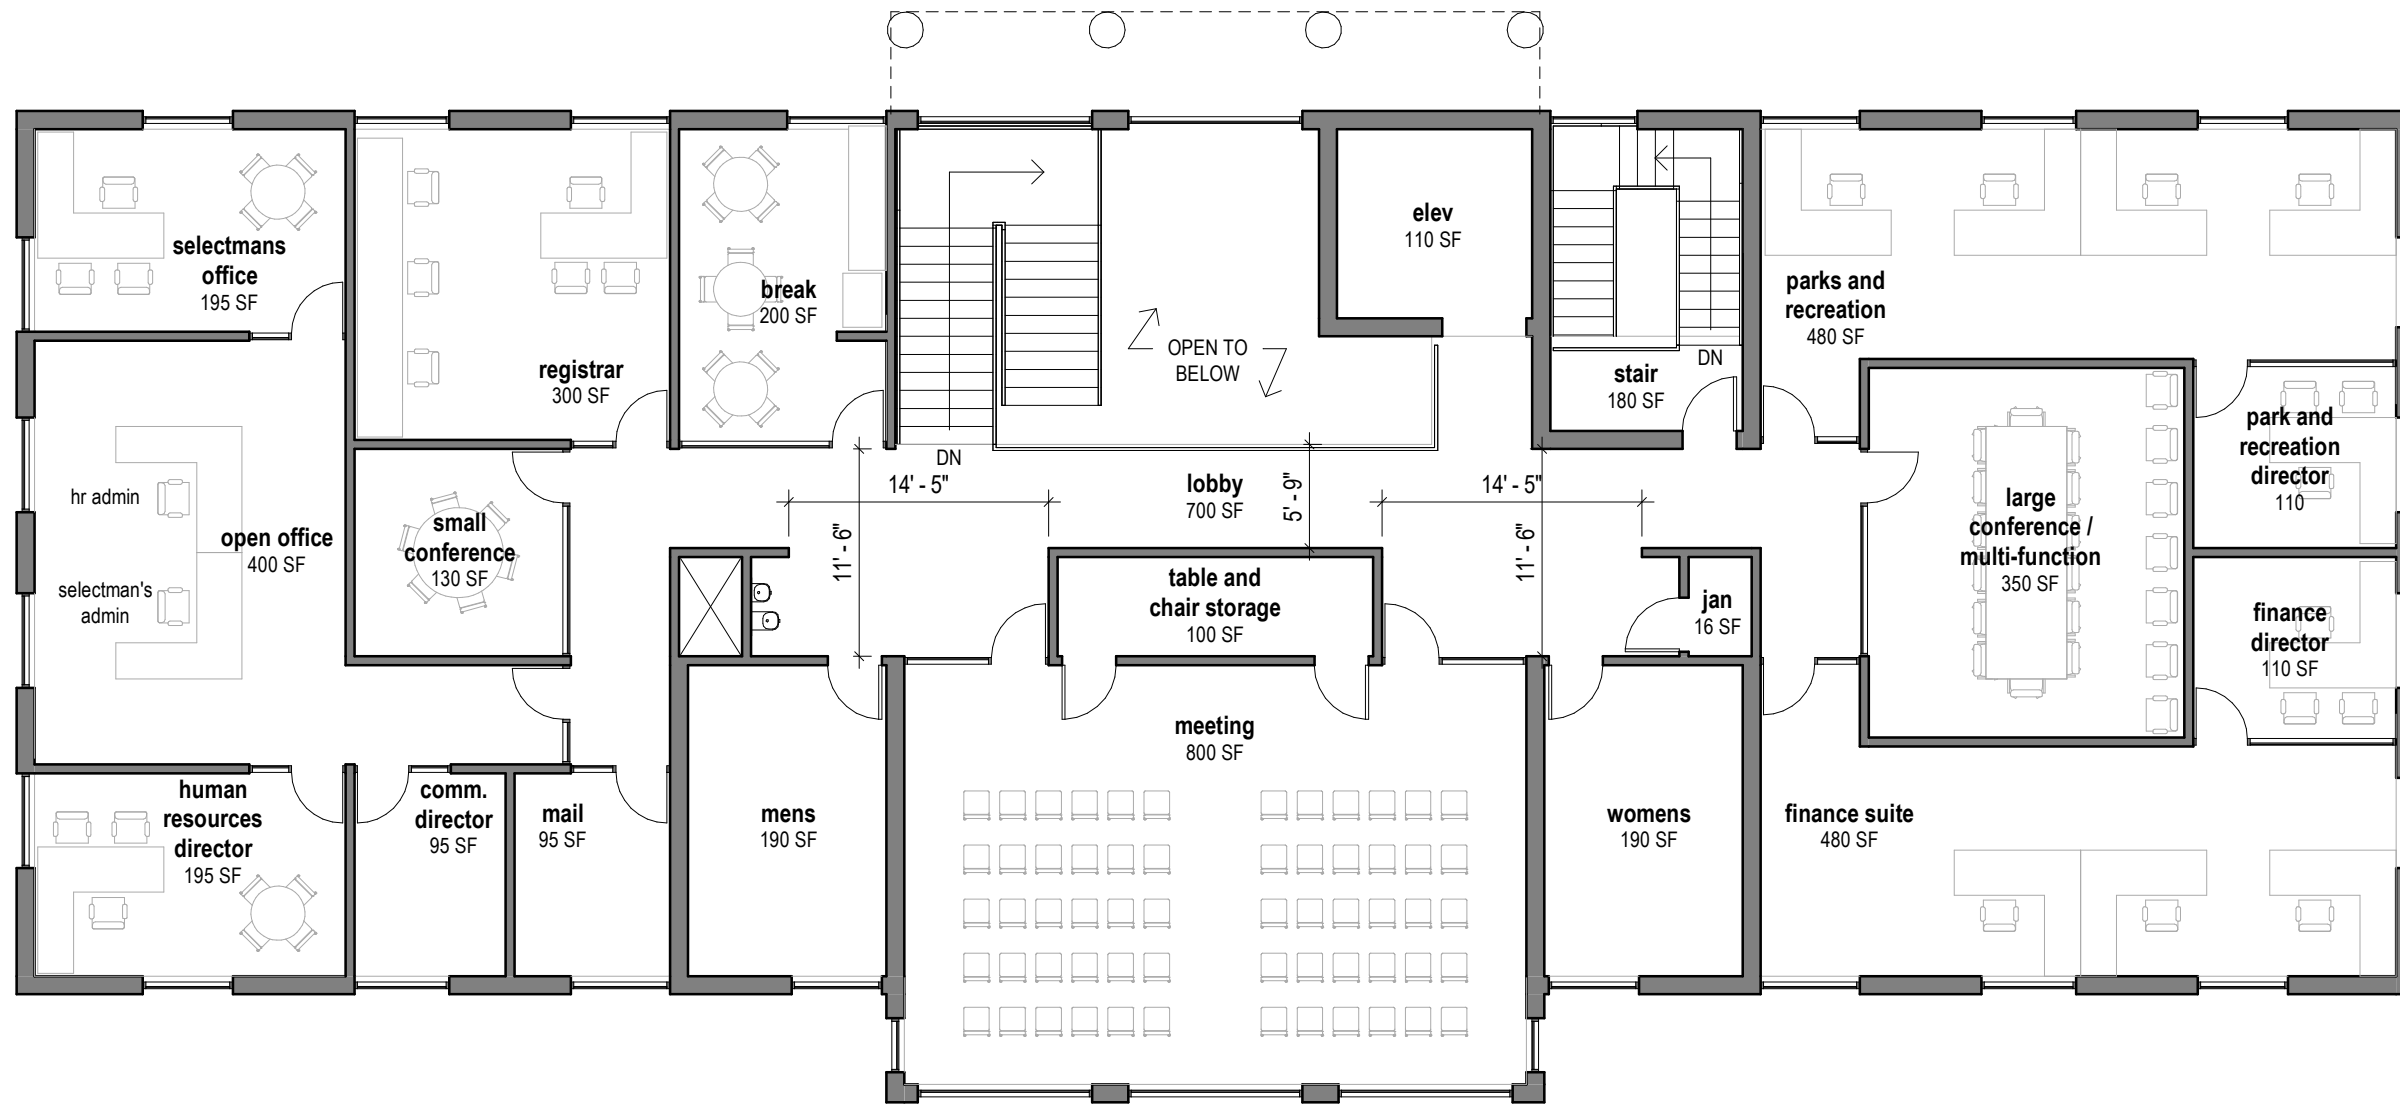 selectmans
office
195 SF
registrar
300 SF
break
200 SF
elev
110 SF
OPEN TO
BELOW
stair
180 SF
DN
parks and
recreation
480 SF
park and
recreation
director
110
hr admin
open office
400 SF
selectman's
admin
small
conference
130 SF
DN
14' - 5"
11' - 6"
lobby
700 SF
5' - 9"
14' - 5"
11' - 6"
large
conference /
multi-function
350 SF
table and
chair storage
100 SF
jan
16 SF
finance
director
110 SF
human
resources
director
195 SF
comm.
director
95 SF
mail
95 SF
mens
190 SF
meeting
800 SF
womens
190 SF
finance suite
480 SF